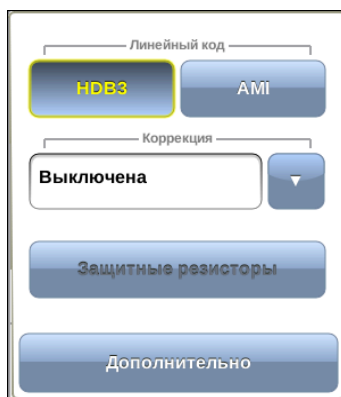 Линейный код
HDB3 AMI
Коррекция
Выключена
Защитные резисторы
Дополнительно